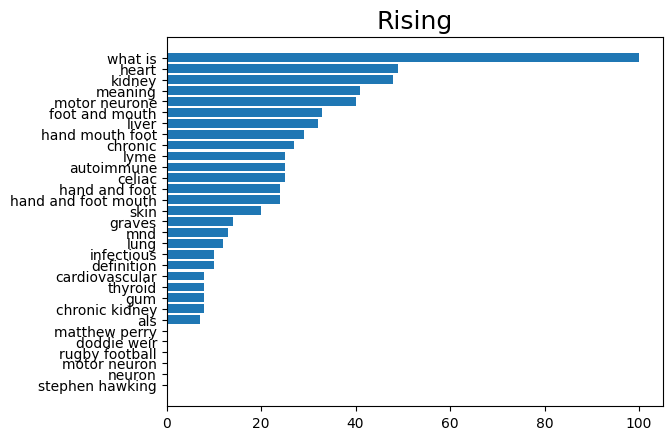 Rising
what is
heart
kidney
meaning
motor neurone
foot and mouth
liver
hand mouth foot
chronic
lyme
autoimmune
celiac
hand and foot
hand and foot mouth
skin
graves
mnd
lung
infectious
definition
cardiovascular
thyroid
gum
chronic kidney
als
matthew perry
doddie weir
rugby football
motor neuron
neuron
stephen hawking
0 20 40 60 80 100